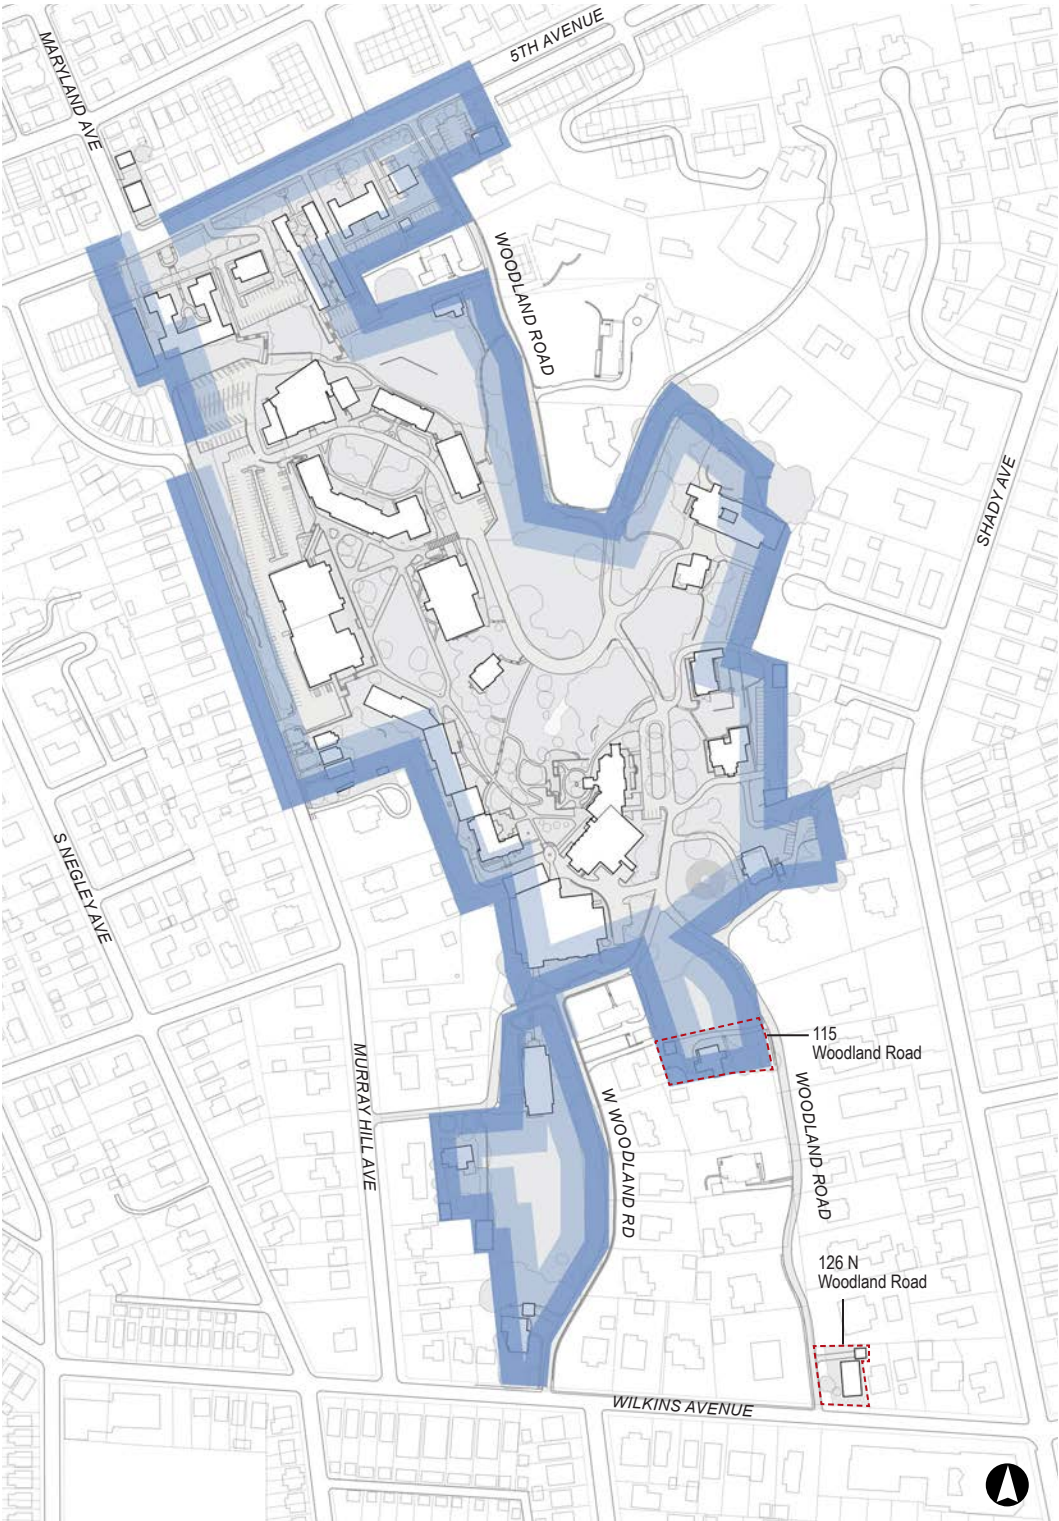 5TH AVENUE
MARYLAND AVE
WOODLAND ROAD
SHADY AVE
S NEGLEY AVE
115
Woodland Road
MURRAY HILL AVE
W WOODLAND RD
WOODLAND ROAD
126 N
Woodland Road
WILKINS AVENUE